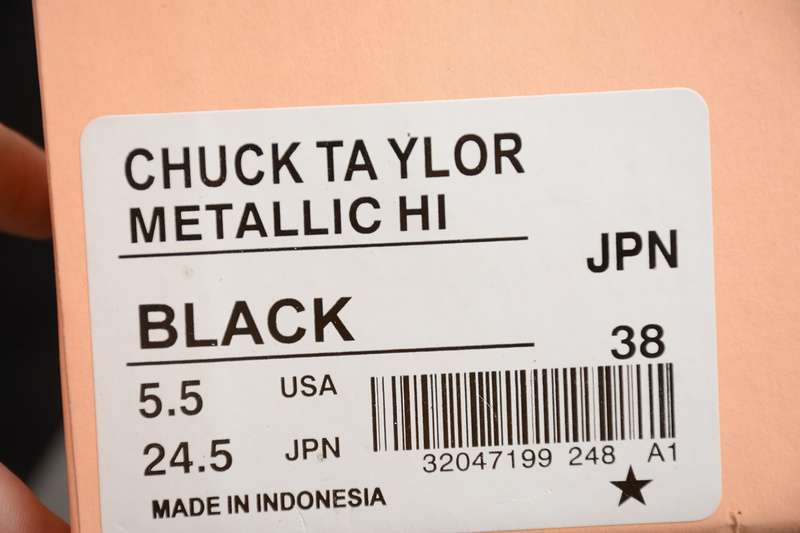 CHUCK TA YLOR
METALLIC HI
JPN
BLACK
38
5.5 USA
24.5 JPN
32047199 248 A1
MADE IN INDONESIA